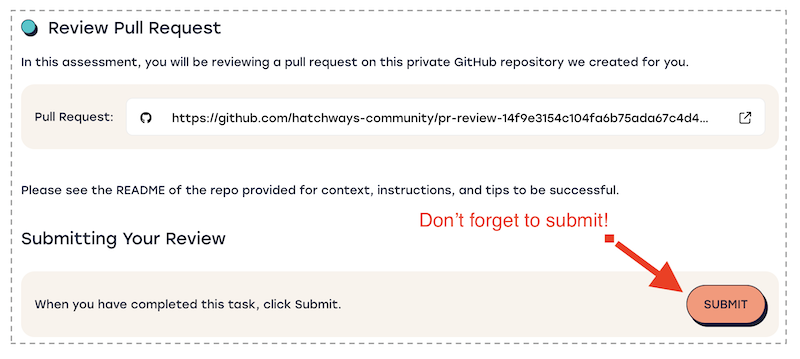 Review Pull Request
In this assessment, you will be reviewing a pull request on this private GitHub repository we created for you.
Pull Request: https://github.com/hatchways-community/pr-review-14f9e3154c104fa6b75ada67c4d4...
Please see the README of the repo provided for context, instructions, and tips to be successful.
Don't forget to submit!
Submitting Your Review
When you have completed this task, click Submit. SUBMIT